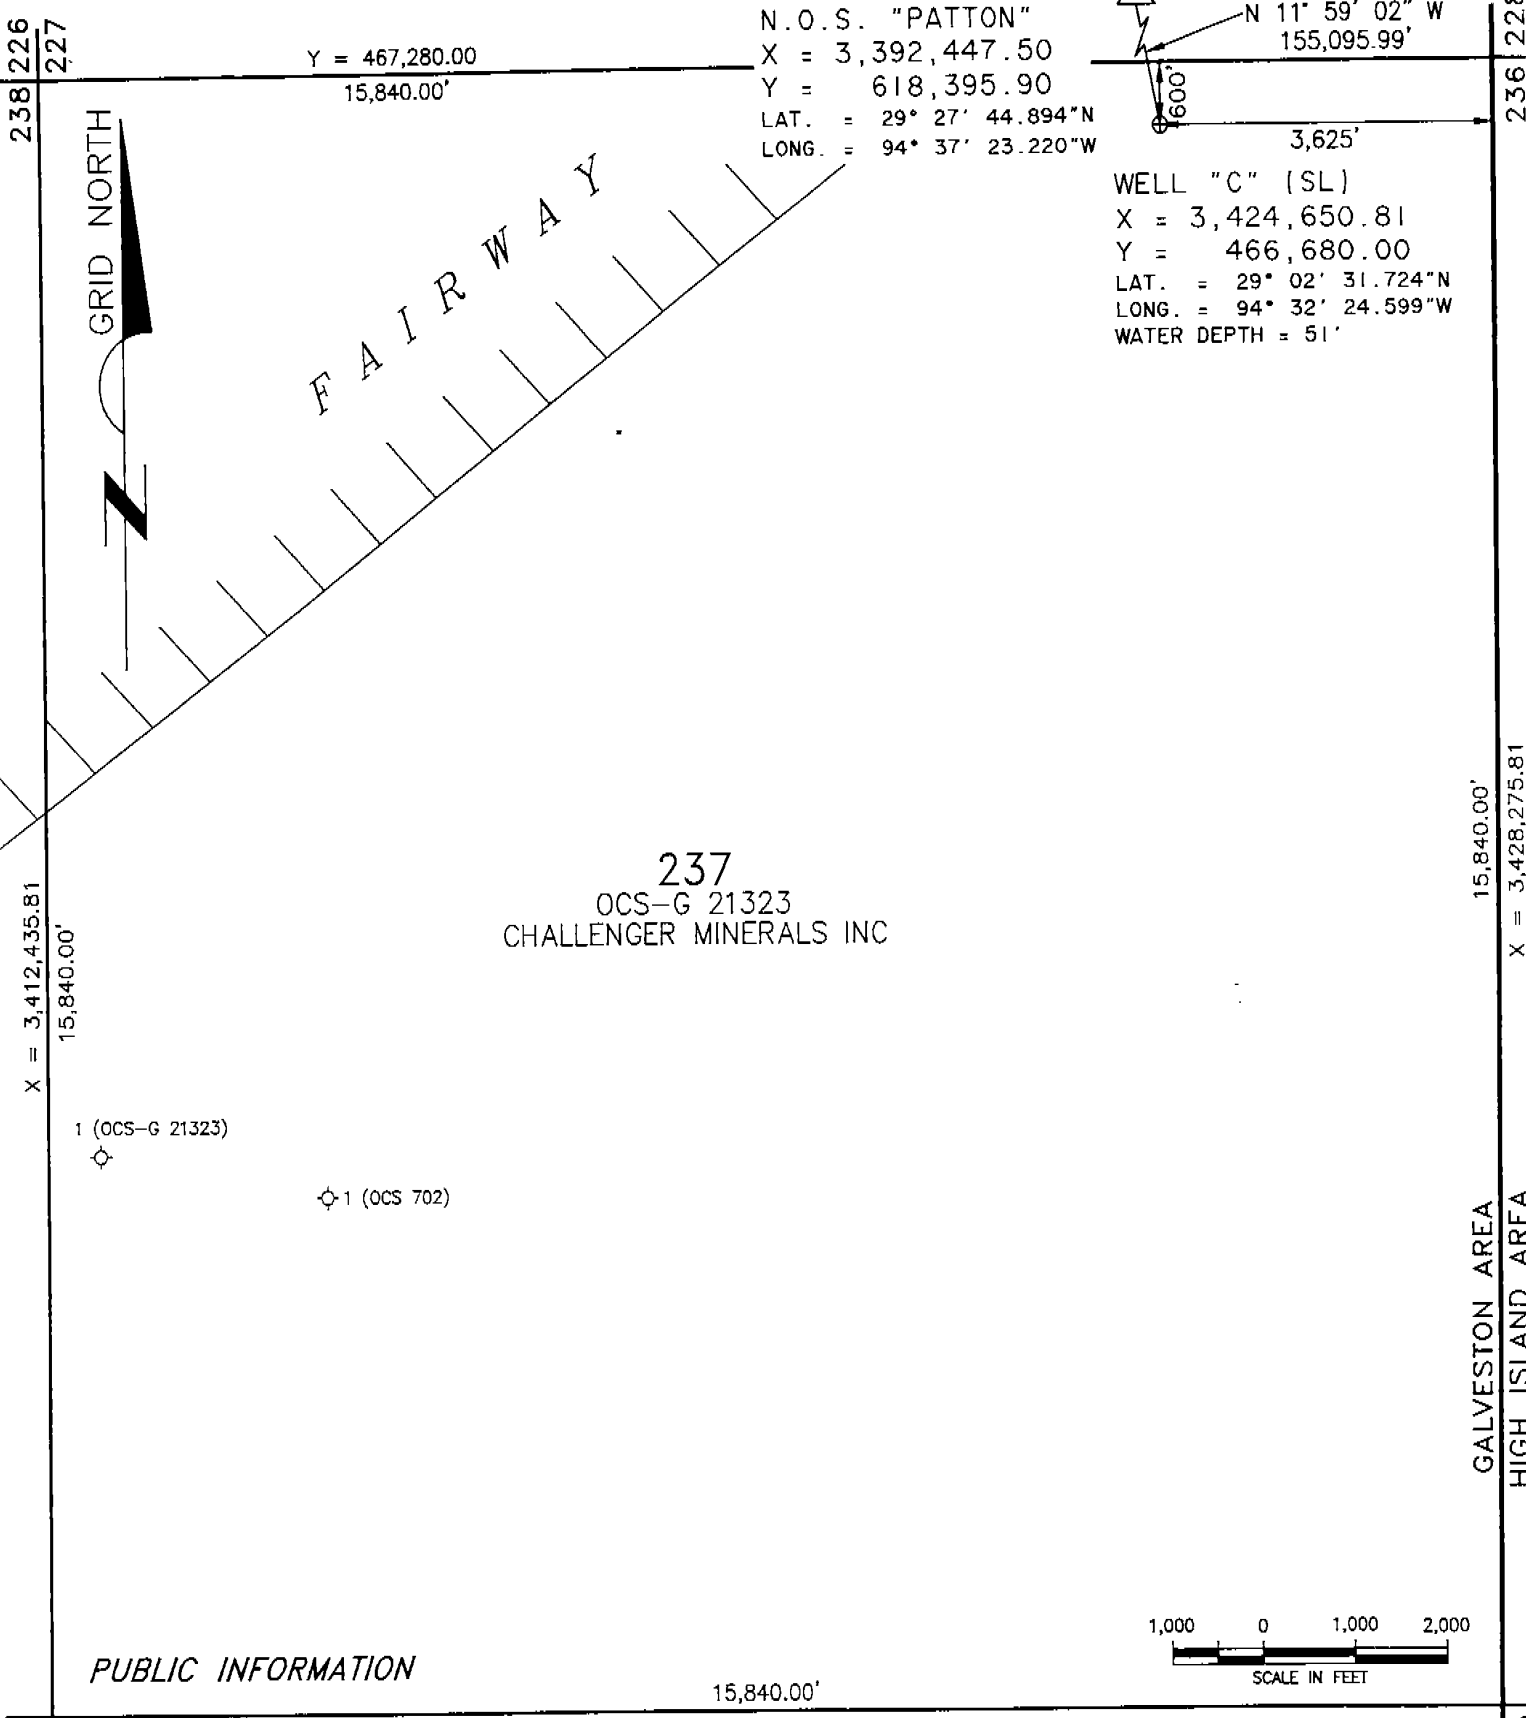 238 226
227
Y = 467,280.00
15,840.00'
N.O.S. "PATTON"
X = 3,392,447.50
Y = 618,395.90
LAT. = 29° 27' 44.894"N
LONG. = 94° 37' 23.220"W
N 11° 59' 02" W
155,095.99'
600'
3,625'
236 228
WELL "C" (SL)
X = 3,424,650.81
Y = 466,680.00
LAT. = 29° 02' 31.724"N
LONG. = 94° 32' 24.599"W
WATER DEPTH = 51'
GRID NORTH
N
FAIRWAY
237
OCS-G 21323
CHALLENGER MINERALS INC
X = 3,412,435.81
15,840.00'
15,840.00'
X = 3,428,275.81
1 (OCS-G 21323)
1 (OCS 702)
GALVESTON AREA
HIGH ISLAND AREA
PUBLIC INFORMATION
15,840.00'
1,000 0 1,000 2,000
SCALE IN FEET